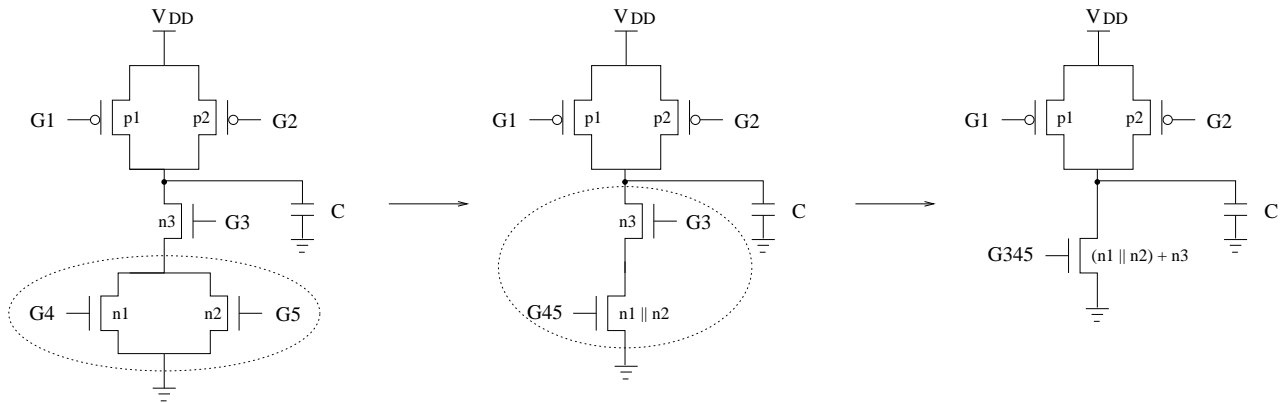 VDD VDD VDD
G1 p1 p2 G2 G1 p1 p2 G2 G1 p1 p2 G2
n3 G3 C n3 G3 C C
G345 (n1 || n2) + n3
G4 n1 n2 G5 G45 n1 || n2